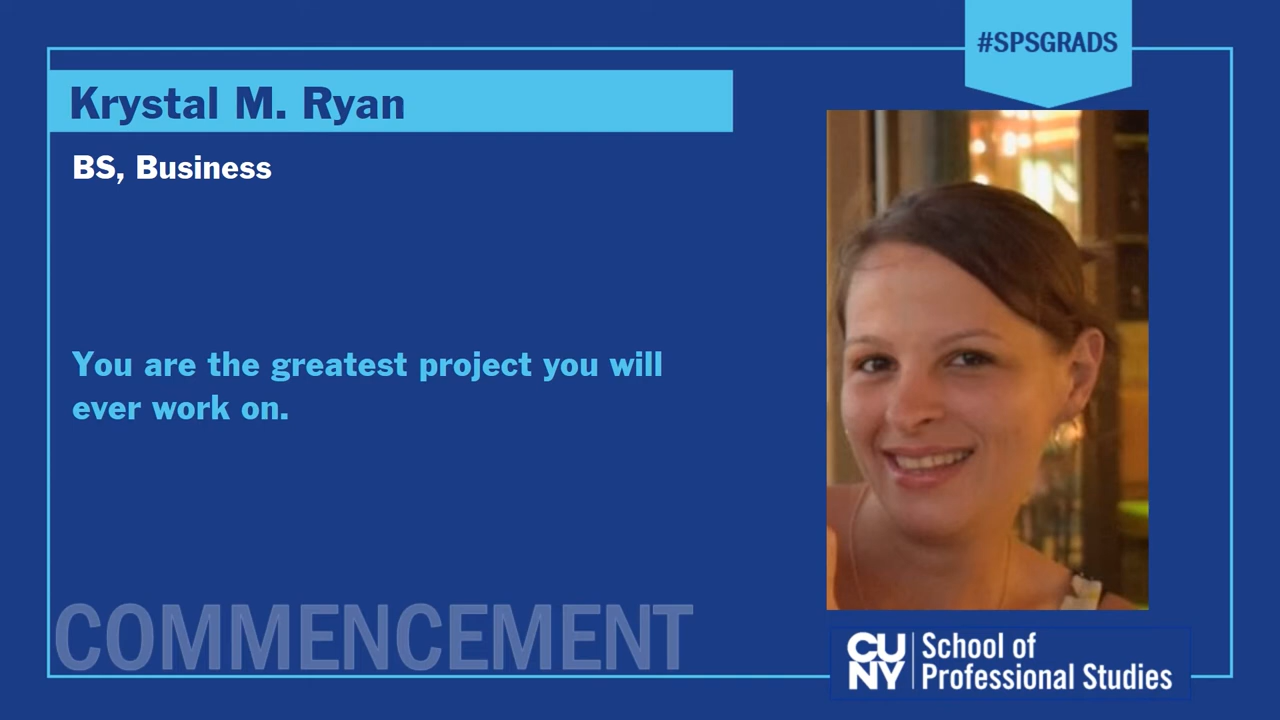 #SPSGRADS
Krystal M. Ryan
BS, Business
You are the greatest project you will
ever work on.
COMMENCEMENT
CU
NY
School of
Professional Studies